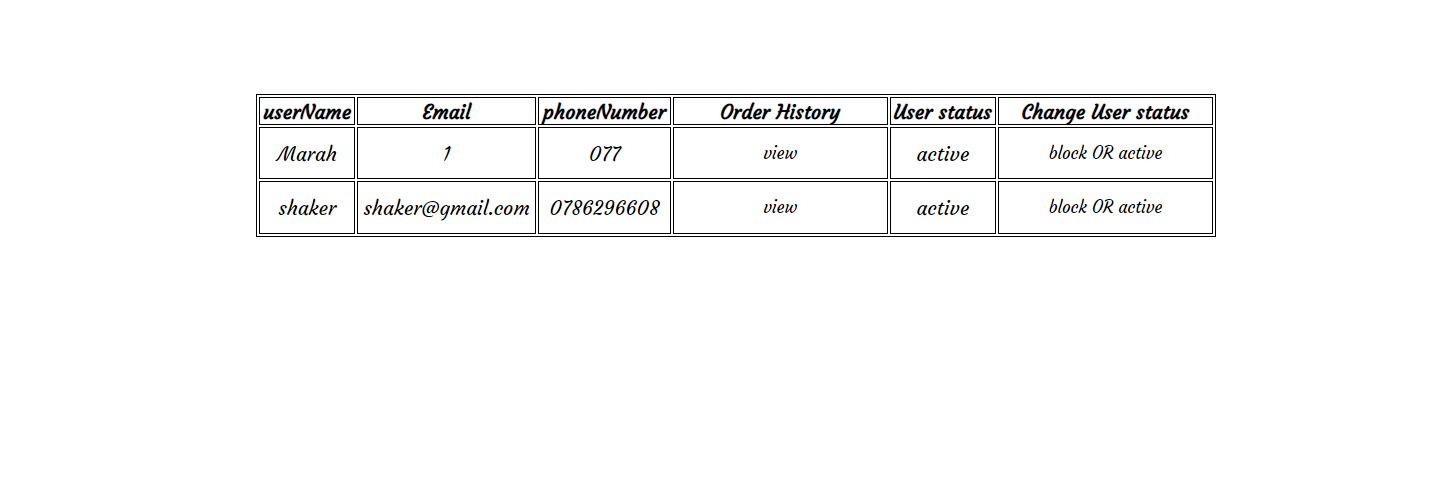 userName Email phoneNumber Order History User status Change User status
Marah 1 077 view active block OR active
shaker shaker@gmail.com 0786296608 view active block OR active